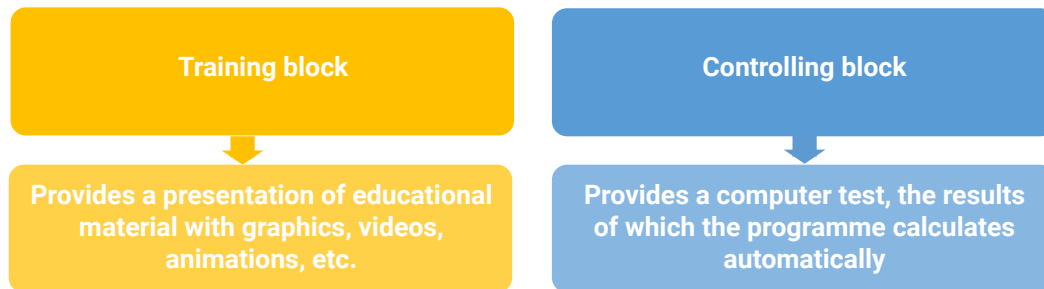 Training block
Provides a presentation of educational
material with graphics, videos,
animations, etc.
Controlling block
Provides a computer test, the results
of which the programme calculates
automatically